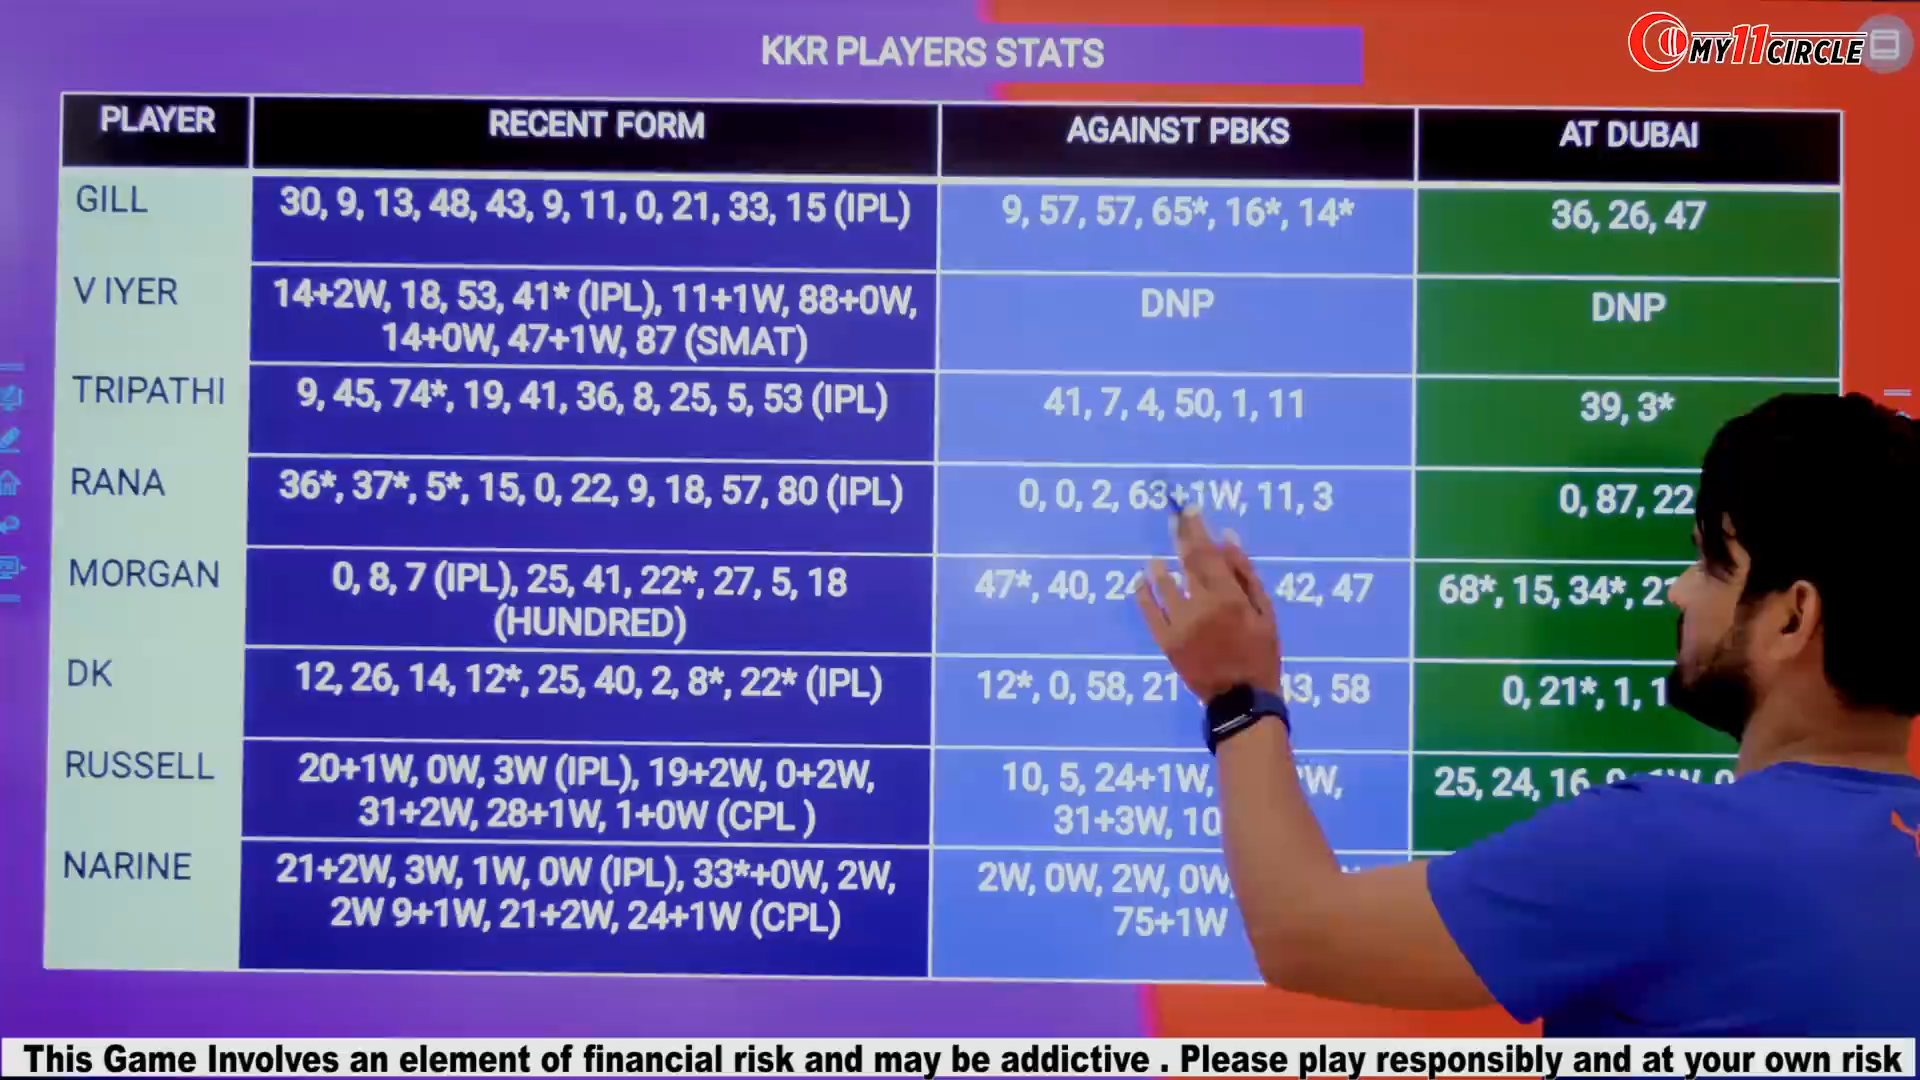 MY11CIRCLE
KKR PLAYERS STATS
PLAYER RECENT FORM AGAINST PBKS AT DUBAI
GILL 30, 9, 13, 48, 43, 9, 11, 0, 21, 33, 15 (IPL) 9, 57, 57, 65*, 16*, 14* 36, 26, 47
V IYER 14+2W, 18, 53, 41* (IPL), 11+1W, 88+0W, DNP DNP
14+0W, 47+1W, 87 (SMAT)
TRIPATHI 9, 45, 74*, 19, 41, 36, 8, 25, 5, 53 (IPL) 41, 7, 4, 50, 1, 11 39, 3*
RANA 36*, 37*, 5*, 15, 0, 22, 9, 18, 57, 80 (IPL) 0, 0, 2, 63+1W, 11, 3 0, 87, 22
MORGAN 0, 8, 7 (IPL), 25, 41, 22*, 27, 5, 18 47*, 40, 42, 47 68*, 15, 34*,
(HUNDRED)
DK 12, 26, 14, 12*, 25, 40, 2, 8*, 22* (IPL) 12*, 0, 58, 21 58 0, 21*, 1,
RUSSELL 20+1W, 0W, 3W (IPL), 19+2W, 0+2W, 10, 5, 24+1W, 25, 24, 16
31+2W, 28+1W, 1+0W (CPL ) 31+3W, 10
NARINE 21+2W, 3W, 1W, 0W (IPL), 33*+0W, 2W, 2W, 0W, 2W, 0W,
2W 9+1W, 21+2W, 24+1W (CPL) 75+1W
This Game Involves an element of financial risk and may be addictive . Please play responsibly and at your own risk